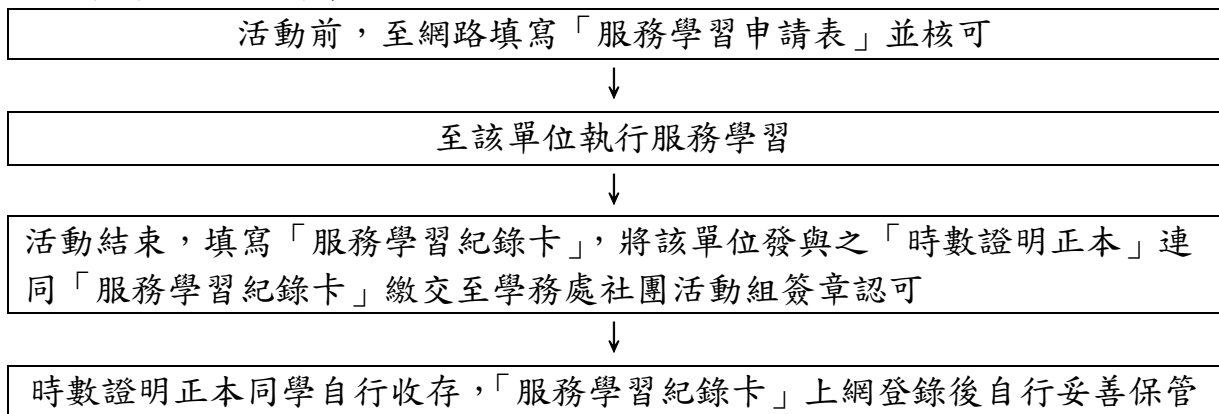 活動前，至網路填寫「服務學習申請表」並核可
↓
至該單位執行服務學習
↓
活動結束，填寫「服務學習紀錄卡」，將該單位發與之「時數證明正本」連
同「服務學習紀錄卡」繳交至學務處社團活動組簽章認可
↓
時數證明正本同學自行收存，「服務學習紀錄卡」上網登錄後自行妥善保管